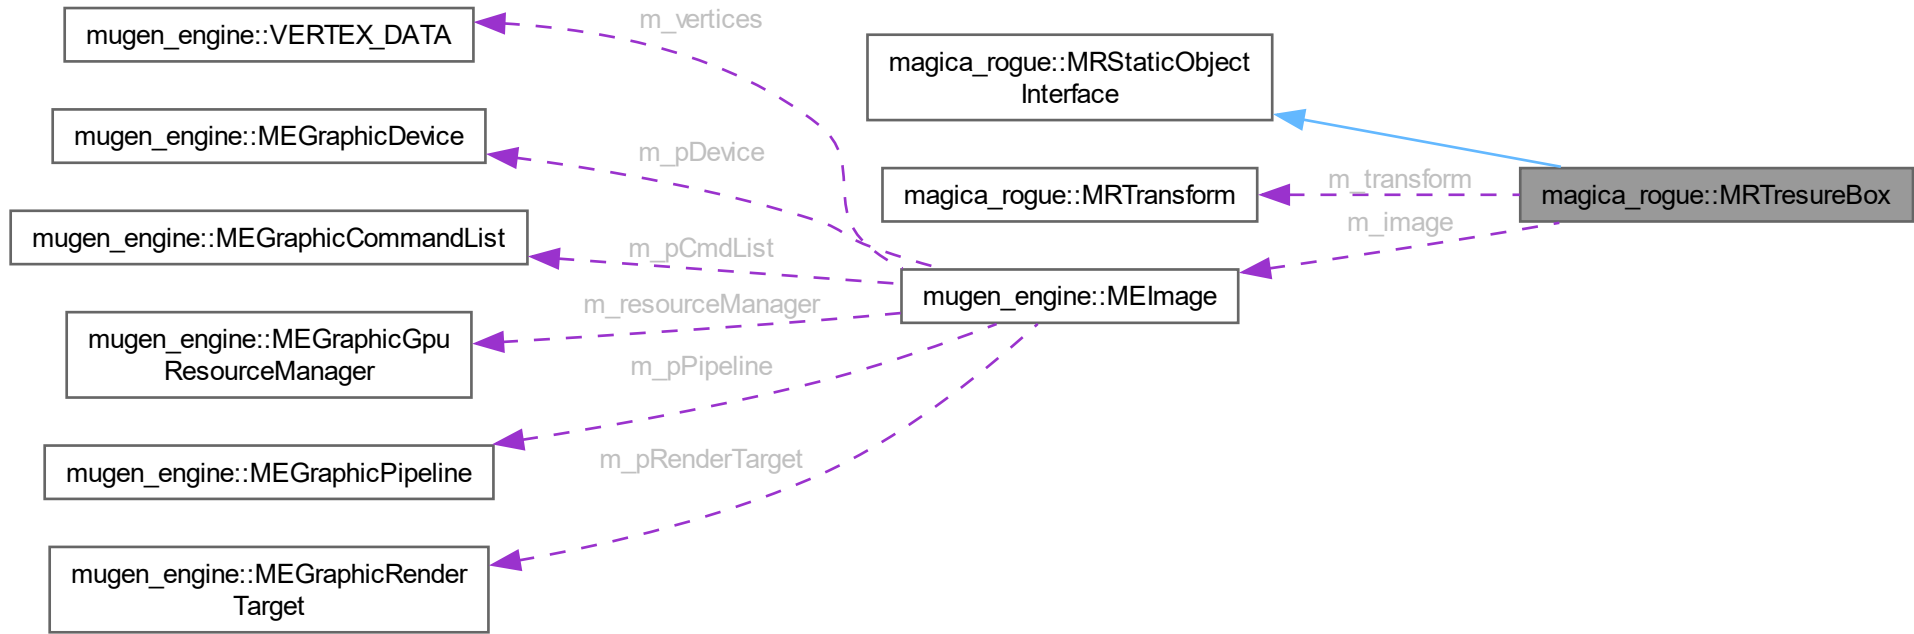 mugen_engine::VERTEX_DATA
m_vertices
magica_rogue::MRStaticObject
Interface
mugen_engine::MEGraphicDevice
m_pDevice
magica_rogue::MRTransform
m_transform
magica_rogue::MRTresureBox
m_image
mugen_engine::MEGraphicCommandList
m_pCmdList
mugen_engine::MEImage
m_resourceManager
mugen_engine::MEGraphicGpu
ResourceManager
m_pPipeline
mugen_engine::MEGraphicPipeline
m_pRenderTarget
mugen_engine::MEGraphicRender
Target